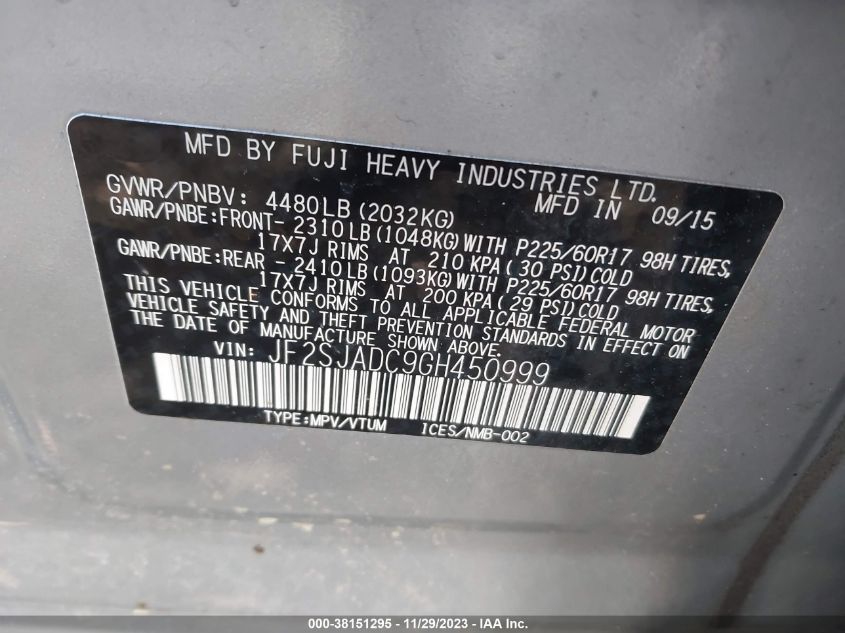 MFD BY FUJI HEAVY INDUSTRIES LTD.
GVWR/PNBV: 4480LB(2032KG) MFD IN 09/15
GAWR/PNBE:FRONT- 2310LB(1048KG)WITH P225/60R17 98H TIRES,
17X7J RIMS AT 210 KPA(30 PSI)COLD
GAWR/PNBE:REAR - 2410LB(1093KG)WITH P225/60R17 98H TIRES,
17X7J RIMS AT 200 KPA(29 PSI)COLD
THIS VEHICLE CONFORMS TO ALL APPLICABLE FEDERAL MOTOR
VEHICLE SAFETY AND THEFT PREVENTION STANDARDS IN EFFECT ON
THE DATE OF MANUFACTURE SHOWN ABOVE.
VIN: JF2SJADC9GH450999
TYPE:MPV/VTUM ICES/NMB-002
000-38151295 - 11/29/2023 - IAA Inc.